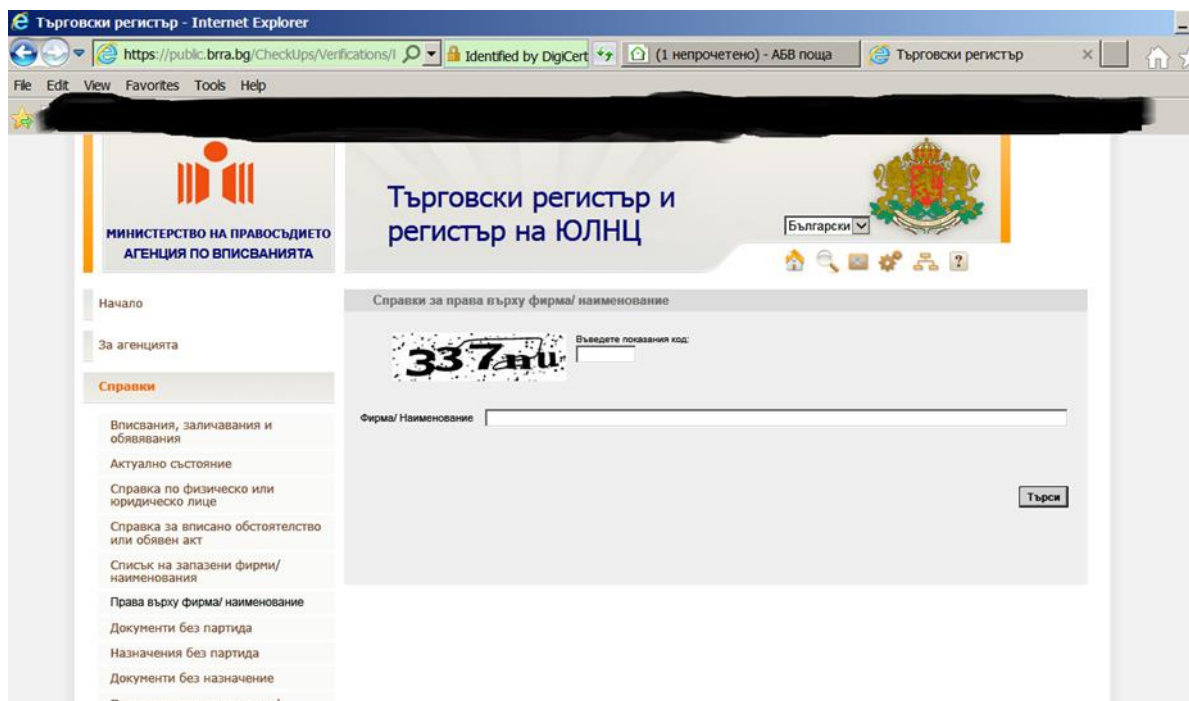 Търговски регистър - Internet Explorer
https://public.brra.bg/CheckUps/Verifications/I
Identified by DigiCert
(1 непрочетено) - АБВ поща
Търговски регистър
File Edit View Favorites Tools Help
МИНИСТЕРСТВО НА ПРАВОСЪДИЕТО
АГЕНЦИЯ ПО ВПИСВАНИЯТА
Търговски регистър и
регистър на ЮЛНЦ
Български
Начало
За агенцията
Справки
Вписвания, заличавания и
обявявания
Актуално състояние
Справка по физическо или
юридическо лице
Справка за вписано обстоятелство
или обявен акт
Списък на запазени фирми/
наименования
Права върху фирма/ наименование
Документи без партида
Назначения без партида
Документи без назначение
Справки за права върху фирма/ наименование
Въведете показания код:
Фирма/ Наименование
Търси